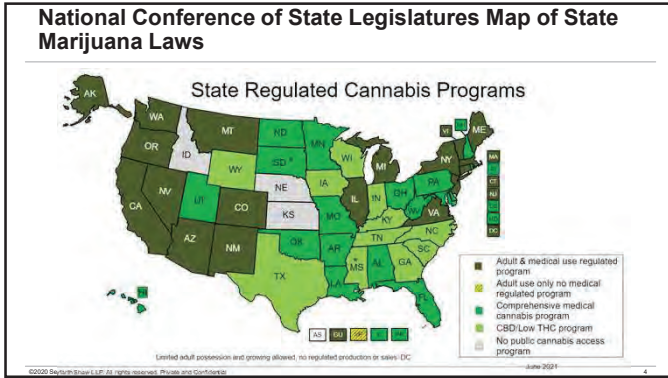 National Conference of State Legislatures Map of State
Marijuana Laws
State Regulated Cannabis Programs
AK
WA
OR
CA
NV
ID
MT
WY
UT
CO
AZ
NM
ND
SD *
NE
KS
OK
TX
MN
IA
MO
AR
LA
WI
IL
MI
IN
OH
KY
TN
* MS
AL
GA
FL
SC
NC
VA
WV
PA
NY
VT
NH
ME
MA
RI
CT
NJ
DE
MD
DC
HI
AS
GU
Adult & medical use regulated
program
Adult use only no medical
regulated program
Comprehensive medical
cannabis program
CBD/Low THC program
No public cannabis access
program
Limited adult possession and growing allowed, no regulated production or sales: DC
June 2021
©2020 Seyfarth Shaw LLP. All rights reserved. Private and Confidential
4